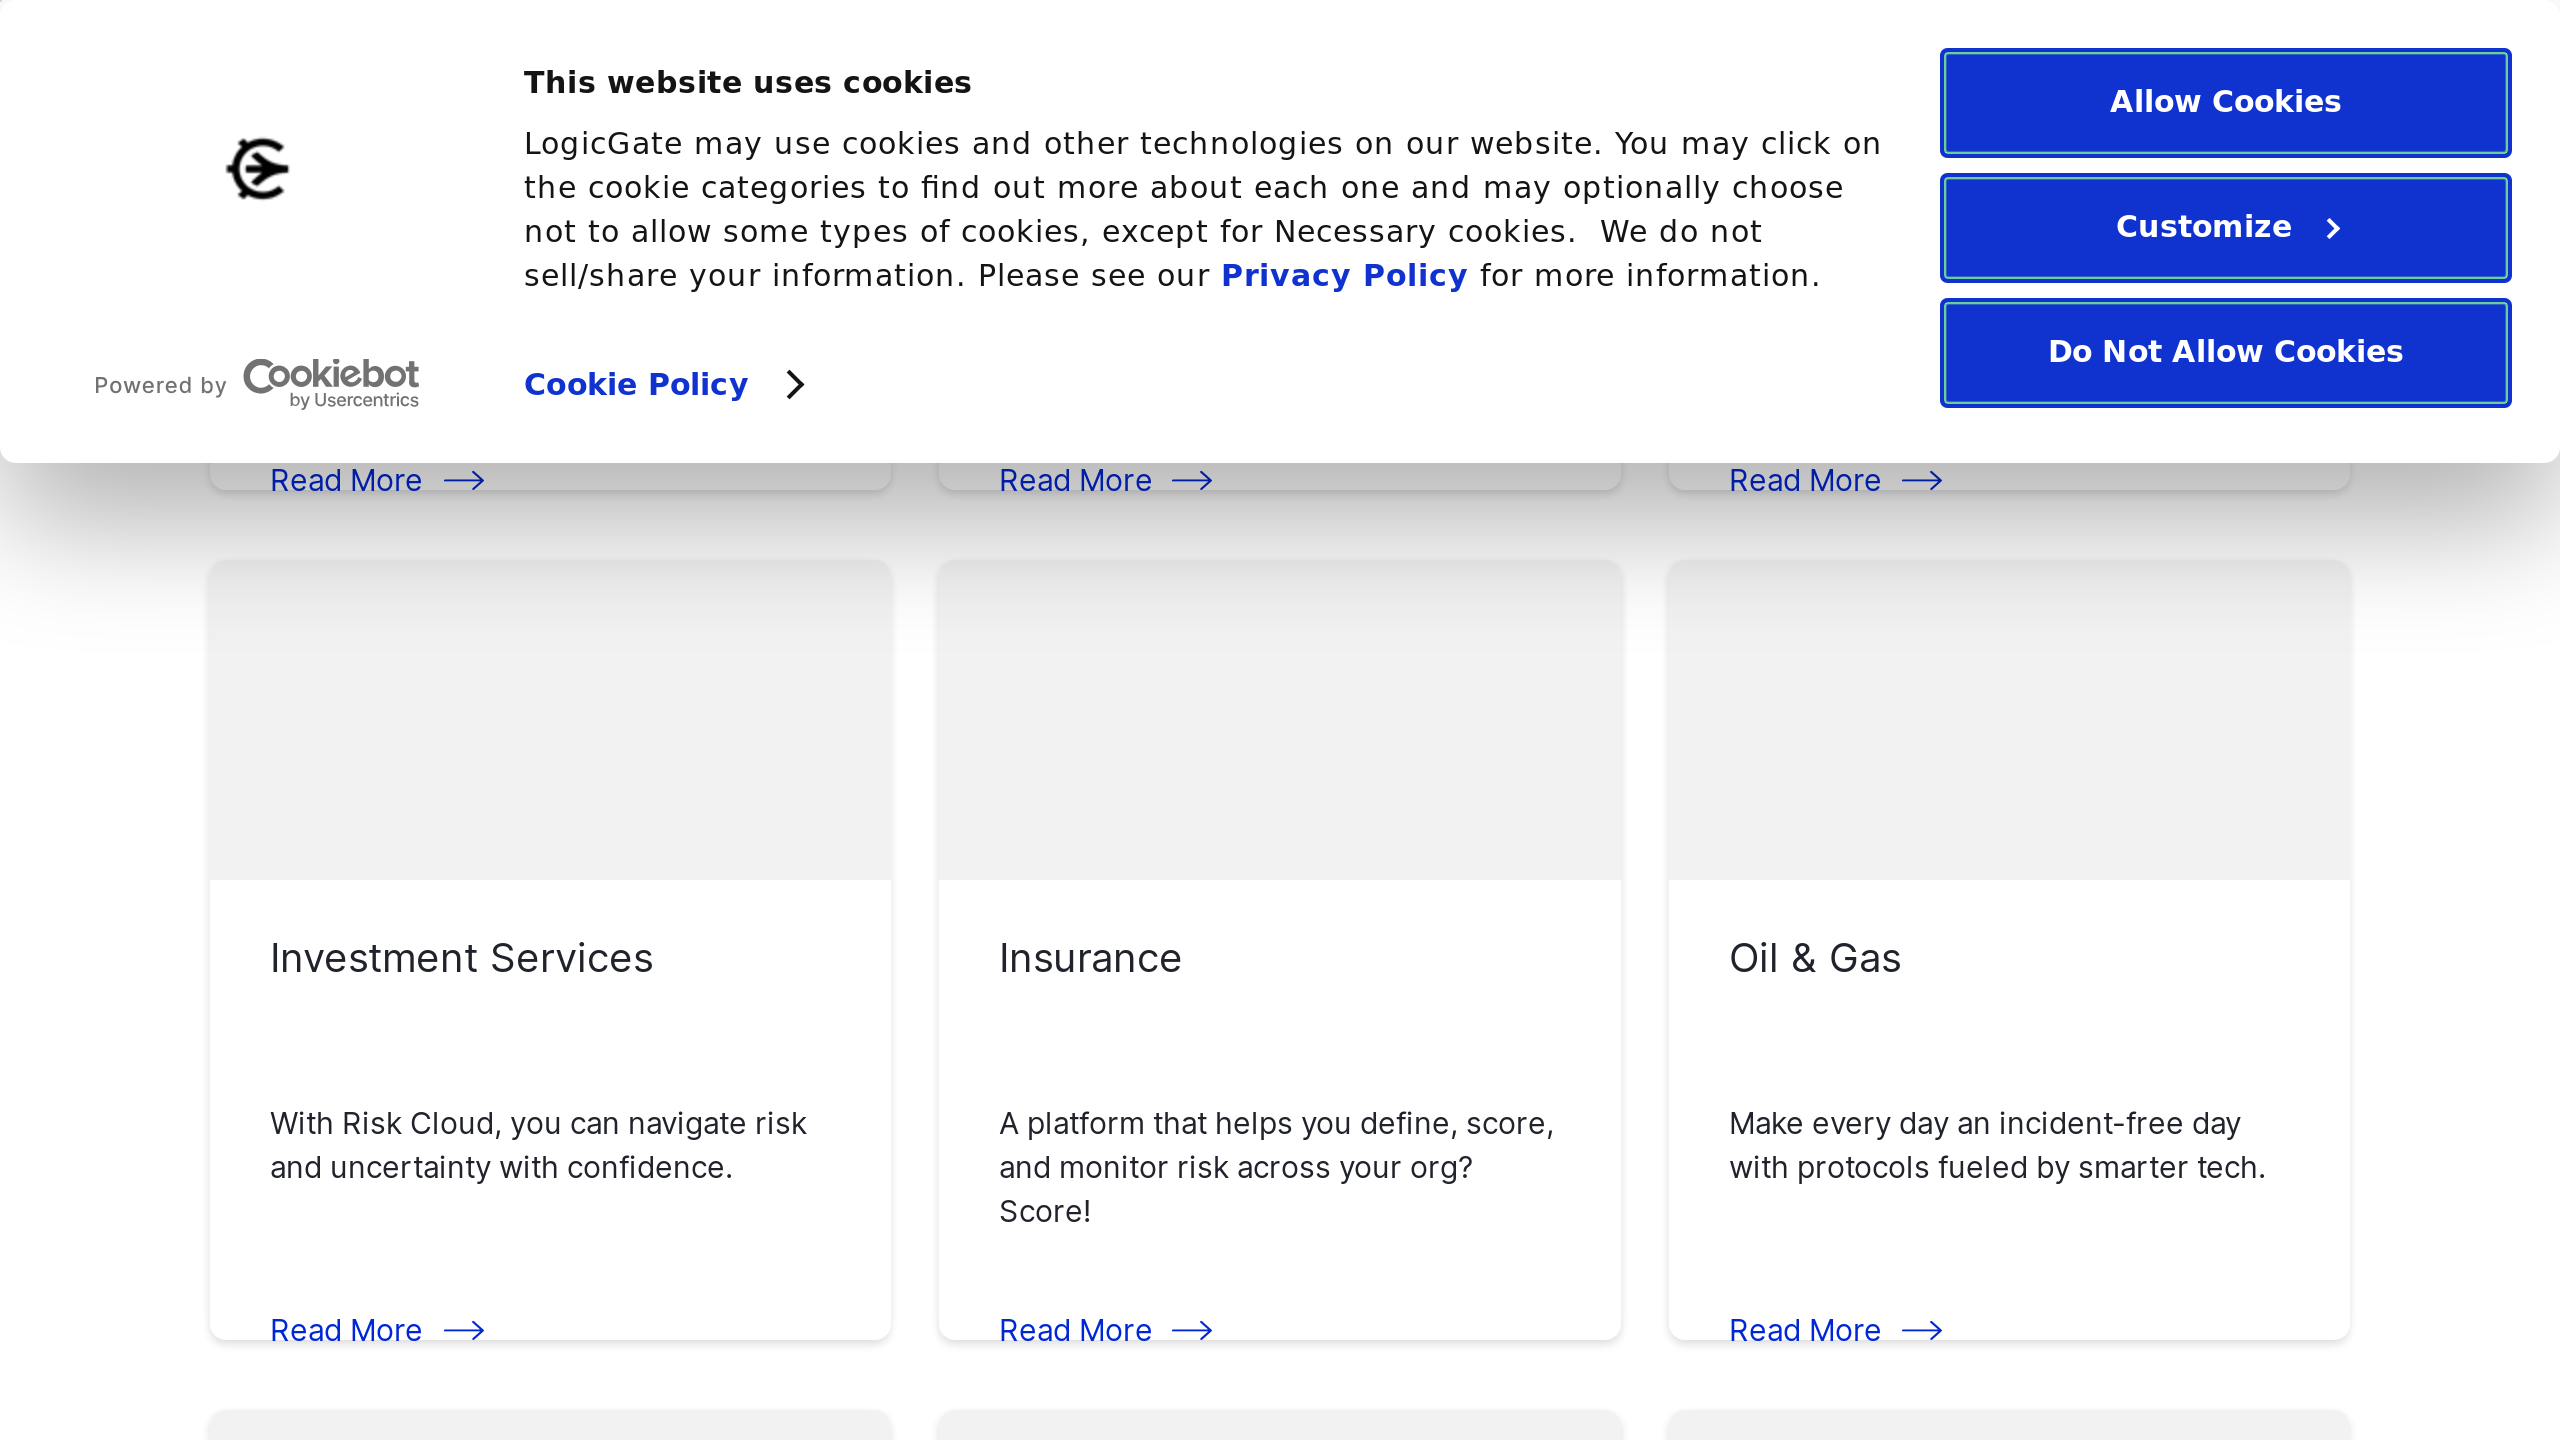 This website uses cookies
LogicGate may use cookies and other technologies on our website. You may click on
the cookie categories to find out more about each one and may optionally choose
not to allow some types of cookies, except for Necessary cookies.  We do not
sell/share your information. Please see our Privacy Policy for more information.
Powered by Cookiebot
by Usercentrics
Cookie Policy
Allow Cookies
Customize
Do Not Allow Cookies
Read More
Read More
Read More
Investment Services
With Risk Cloud, you can navigate risk
and uncertainty with confidence.
Read More
Insurance
A platform that helps you define, score,
and monitor risk across your org?
Score!
Read More
Oil & Gas
Make every day an incident-free day
with protocols fueled by smarter tech.
Read More